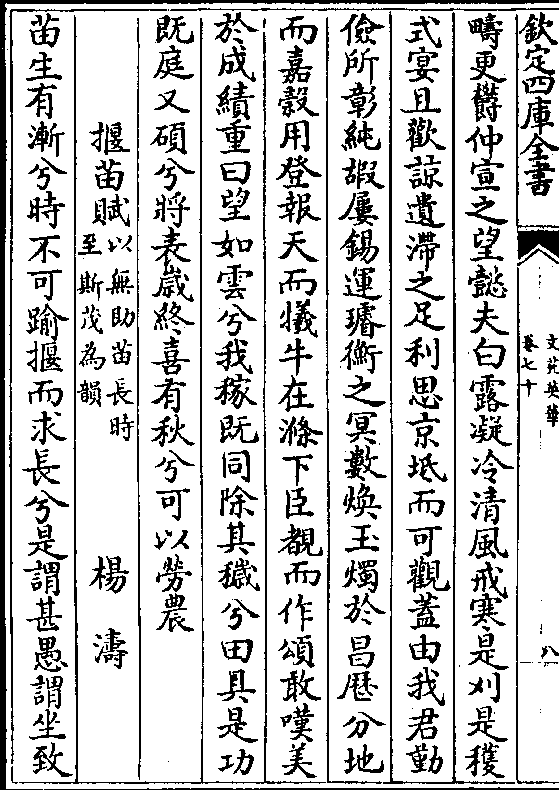 欽定四庫全書
文苑英華
卷七十
八
疇更欝仲宣之望懿夫白露凝冷清風戒寒是刈是穫
式宴且歡諒遺滯之足利思京坻而可觀蓋由我君勤
儉所彰純嘏屢錫運璿衡之冥數煥玉燭於昌厯分地
而嘉穀用登報天而犧牛在滌下臣覩而作頌敢嘆美
於成績重曰望如雲兮我稼既同除其穢兮田具是功
既庭又碩兮將表歲終喜有秋兮可以勞農
揠苗賦以無助苗長時至斯茂為韻
楊濤
苗生有漸兮時不可踰揠而求長兮是謂甚愚謂坐致